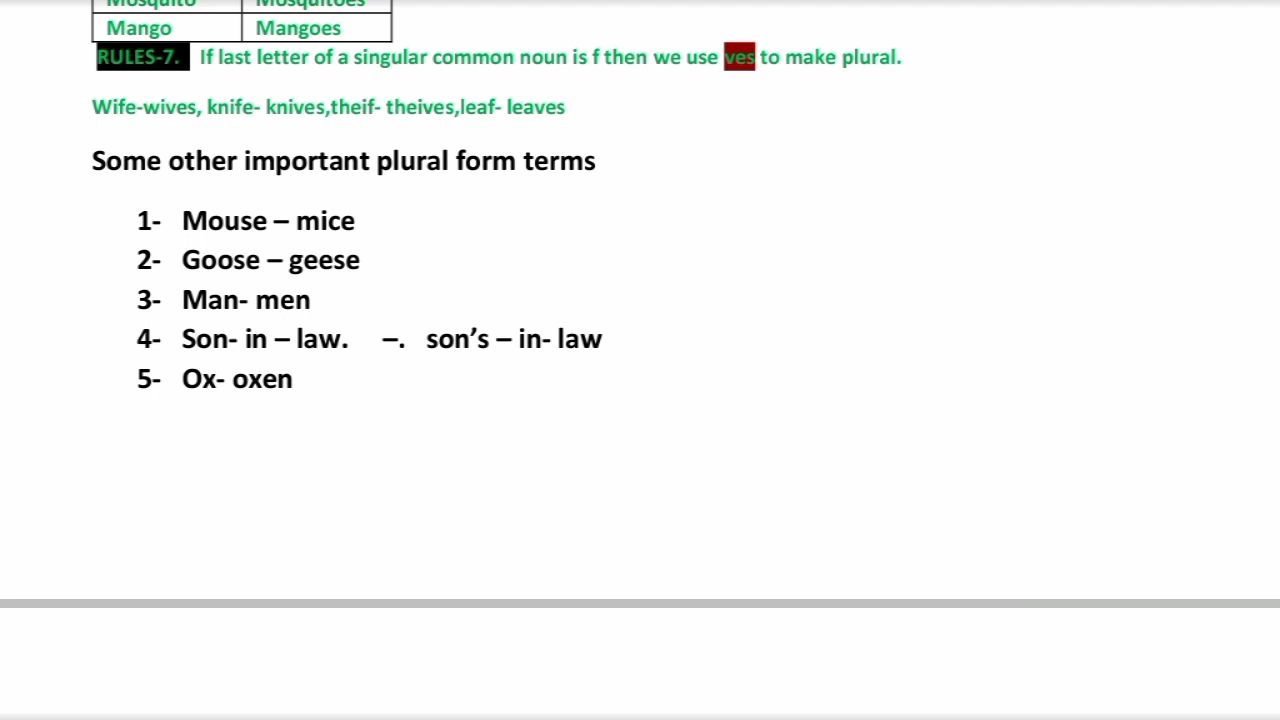 Mosquito Mosquitoes
Mango Mangoes
RULES-7. If last letter of a singular common noun is f then we use ves to make plural.
Wife-wives, knife- knives,theif- theives,leaf- leaves
Some other important plural form terms
1- Mouse – mice
2- Goose – geese
3- Man- men
4- Son- in – law. –. son’s – in- law
5- Ox- oxen